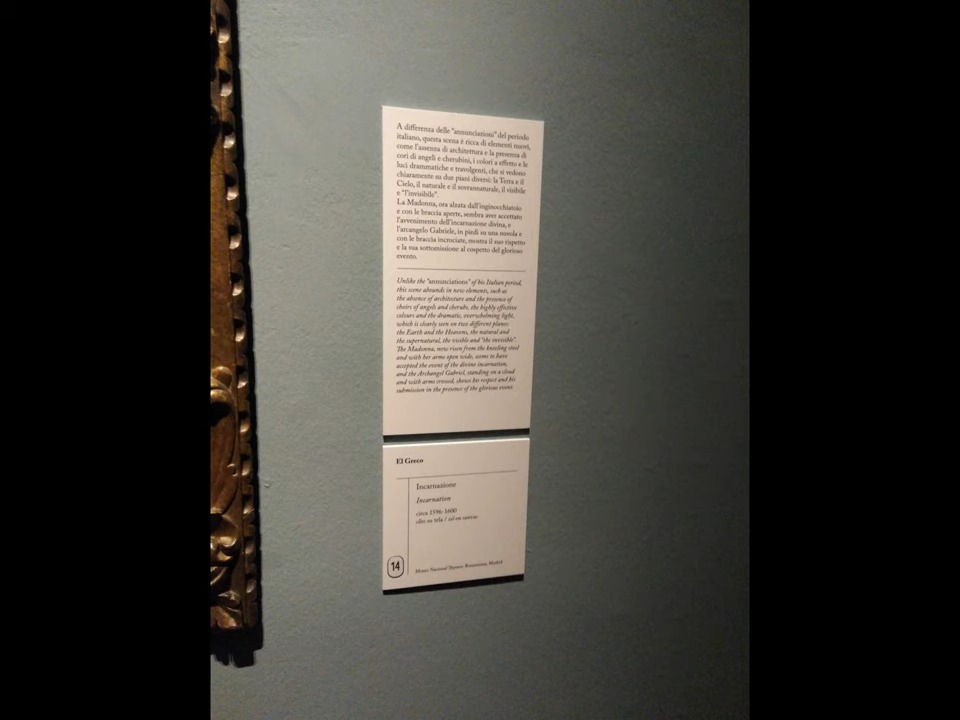 A differenza delle "annunciazioni" del periodo
italiano, questa scena è ricca di elementi nuovi,
come l'assenza di architettura e la presenza di
cori di angeli e cherubini, i colori a effetto e le
luci drammatiche e travolgenti, che si vedono
chiaramente su due piani diversi: la Terra e il
Cielo, il naturale e il sovrannaturale, il visibile
e "l'invisibile".
La Madonna, ora alzata dall'inginocchiatoio
e con le braccia aperte, sembra aver accettato
l'avvenimento dell'incarnazione divina, e
l'arcangelo Gabriele, in piedi su una nuvola e
con le braccia incrociate, mostra il suo rispetto
e la sua sottomissione al cospetto del glorioso
evento.
Unlike the "annunciations" of his Italian period,
this scene abounds in new elements, such as
the absence of architecture and the presence of
choirs of angels and cherubs, the highly effective
colours and the dramatic, overwhelming light,
which is clearly seen on two different planes:
the Earth and the Heavens, the natural and
the supernatural, the visible and "the invisible".
The Madonna, now risen from the kneeling stool
and with her arms open wide, seems to have
accepted the event of the divine incarnation,
and the Archangel Gabriel, standing on a cloud
and with arms crossed, shows his respect and his
submission in the presence of the glorious event.
El Greco
Incarnazione
Incarnation
circa 1596-1600
olio su tela / oil on canvas
14
Museo Nacional Thyssen-Bornemisza, Madrid